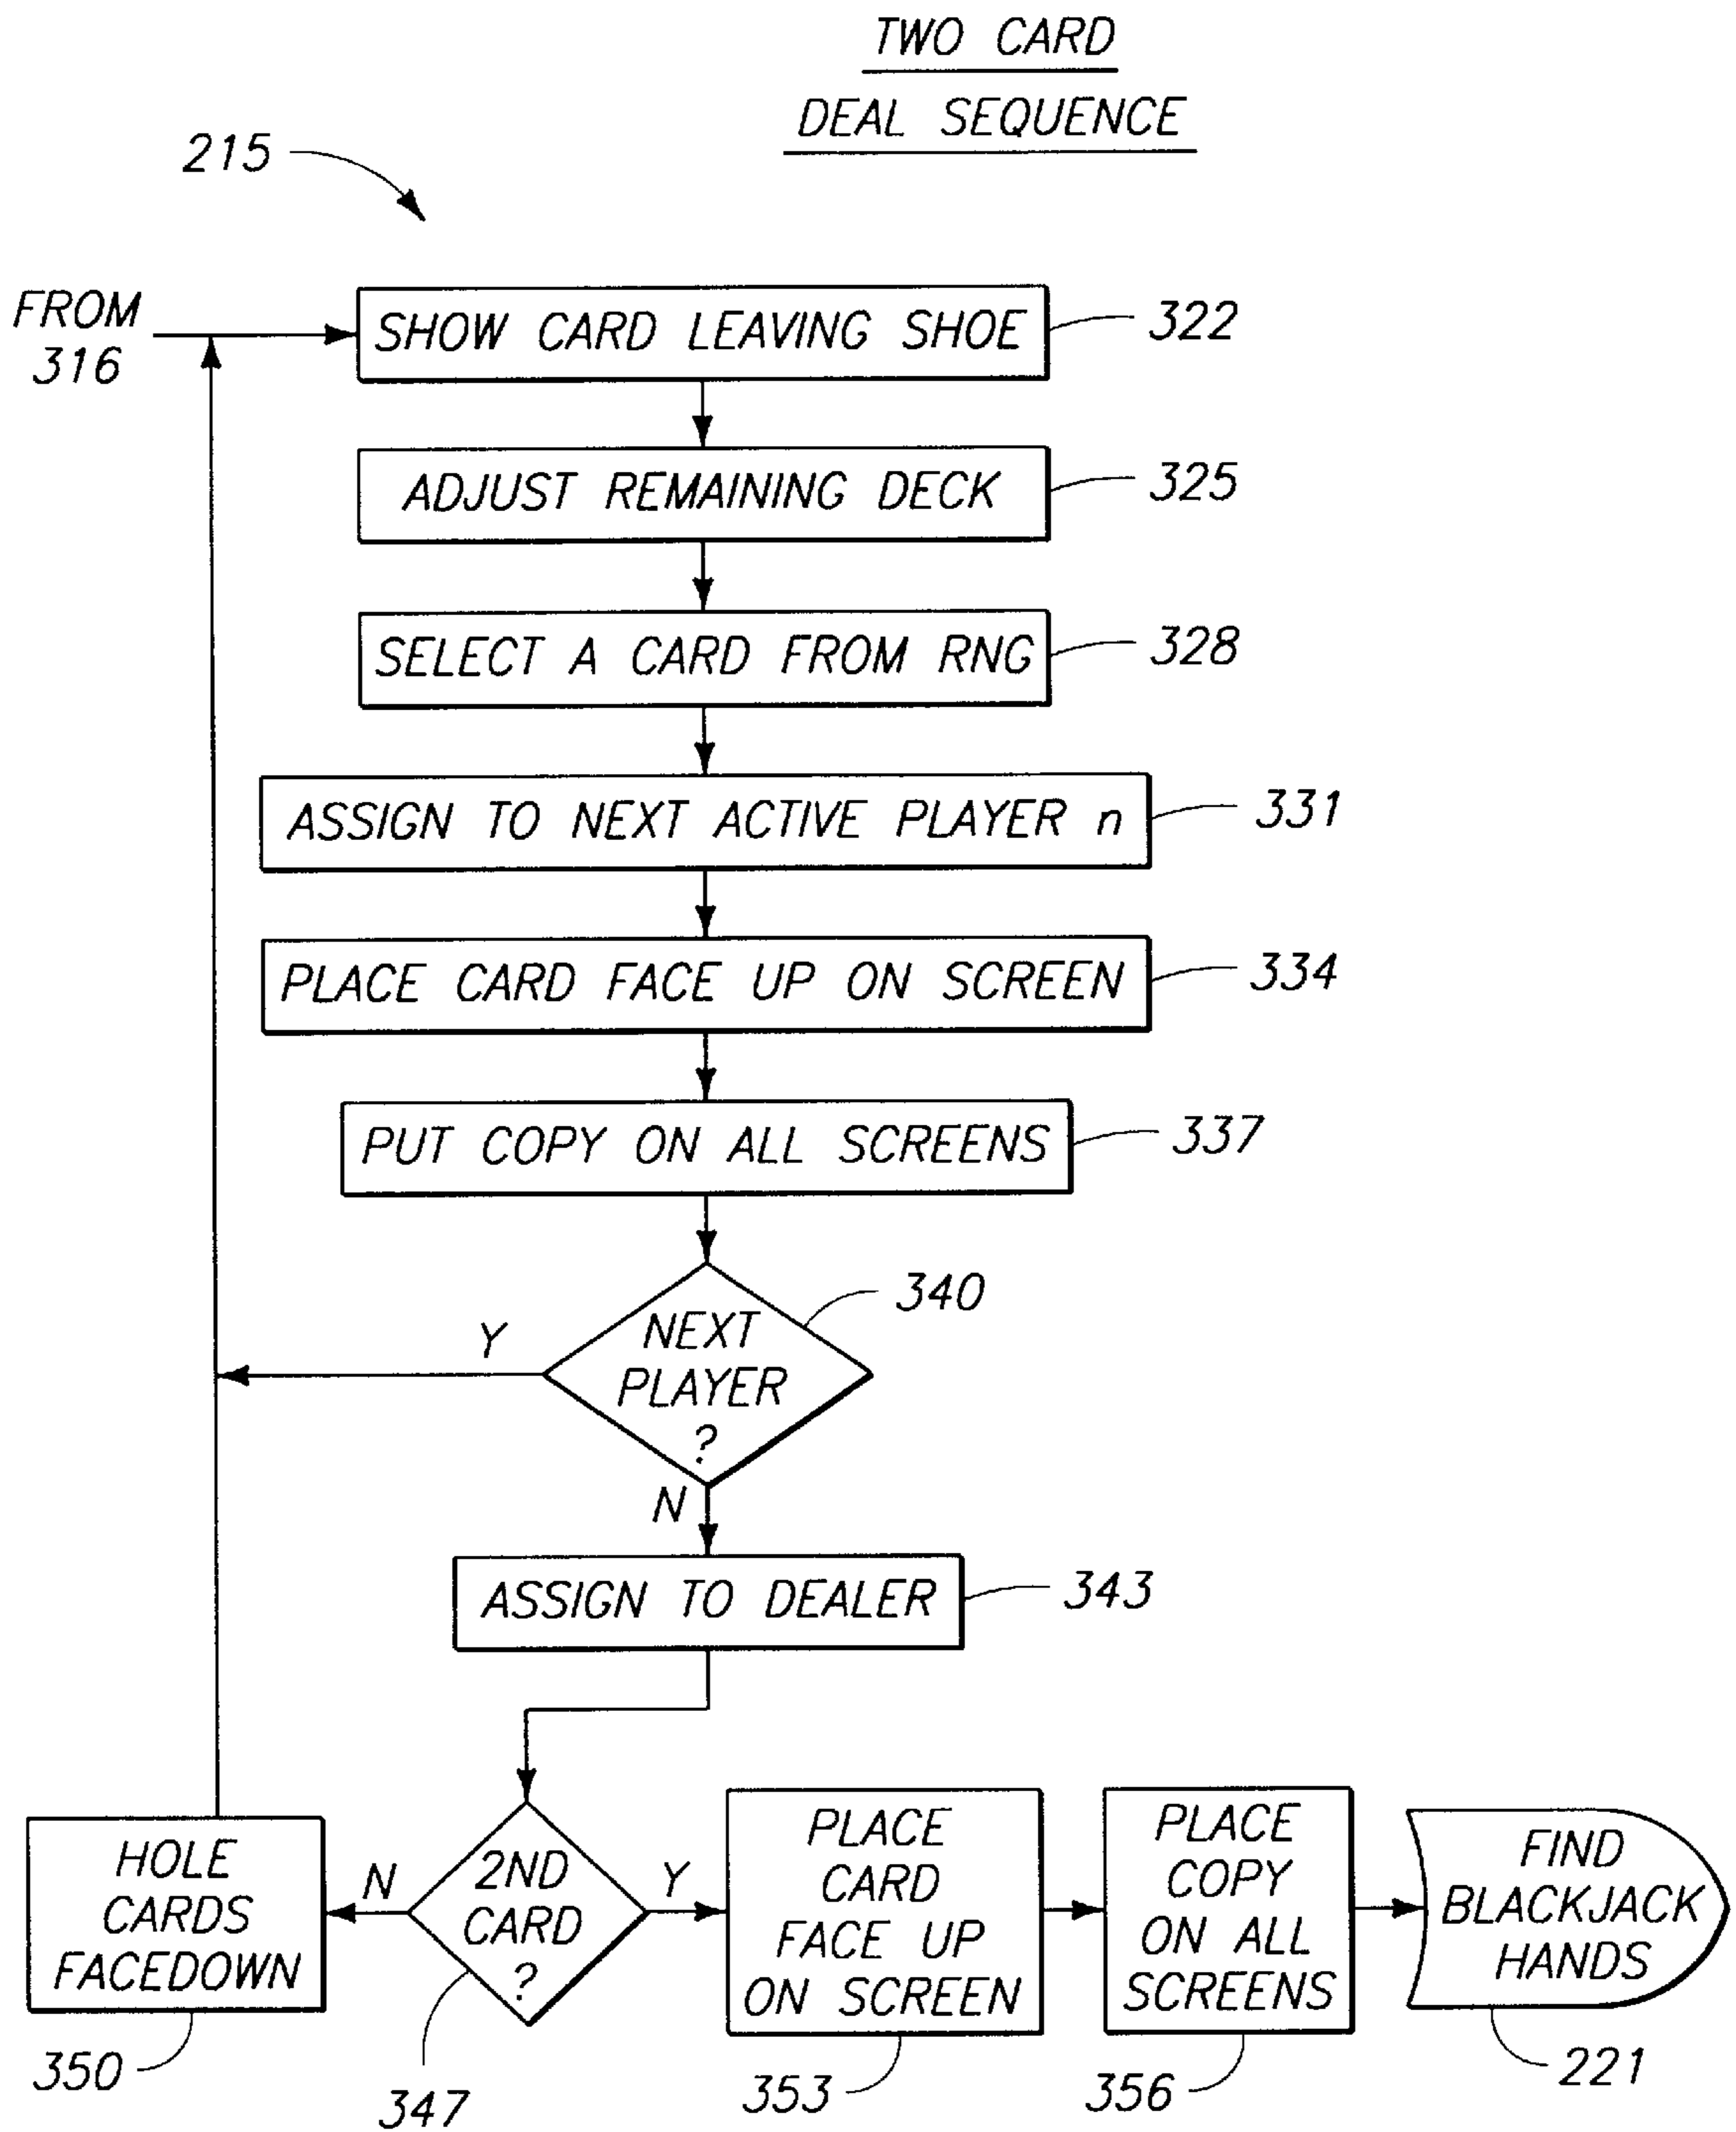 TWO CARD
DEAL SEQUENCE
215
FROM
316
SHOW CARD LEAVING SHOE
322
ADJUST REMAINING DECK
325
SELECT A CARD FROM RNG
328
ASSIGN TO NEXT ACTIVE PLAYER n
331
PLACE CARD FACE UP ON SCREEN
334
PUT COPY ON ALL SCREENS
337
340
NEXT
PLAYER
?
Y
N
ASSIGN TO DEALER
343
HOLE
CARDS
FACEDOWN
350
N
2ND
CARD
?
347
Y
PLACE
CARD
FACE UP
ON SCREEN
353
PLACE
COPY
ON ALL
SCREENS
356
FIND
BLACKJACK
HANDS
221